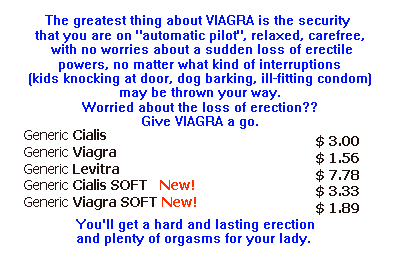 The greatest thing about VIAGRA is the security
that you are on "automatic pilot", relaxed, carefree,
with no worries about a sudden loss of erectile
powers, no matter what kind of interruptions
(kids knocking at door, dog barking, ill-fitting condom)
may be thrown your way.
Worried about the loss of erection??
Give VIAGRA a go.
Generic Cialis $ 3.00
Generic Viagra $ 1.56
Generic Levitra $ 7.78
Generic Cialis SOFT New! $ 3.33
Generic Viagra SOFT New! $ 1.89
You'll get a hard and lasting erection
and plenty of orgasms for your lady.